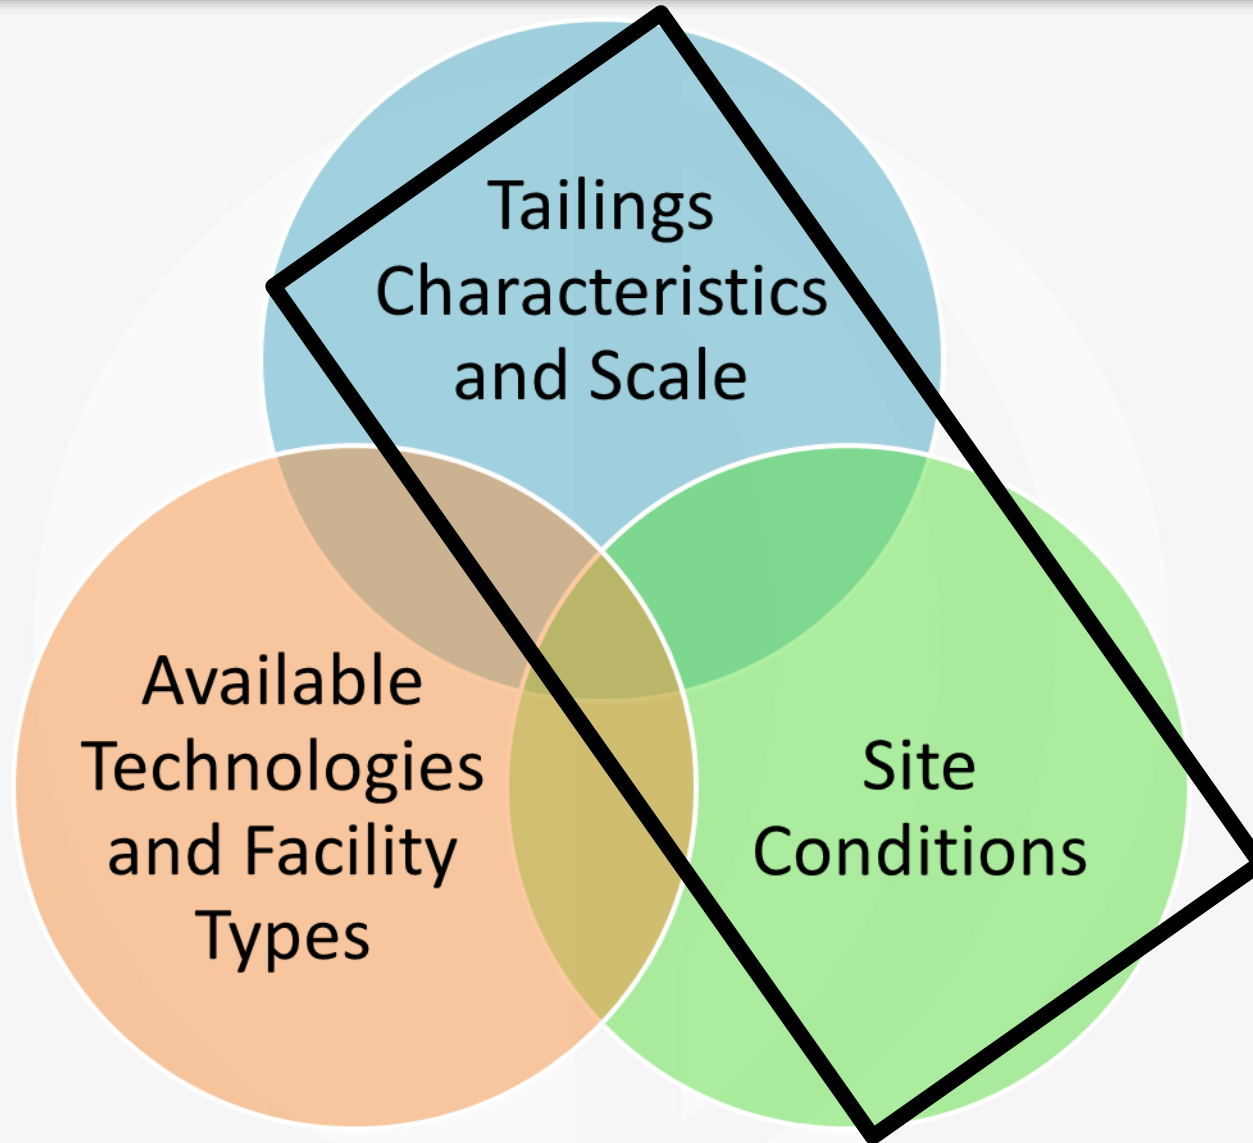 Tailings
Characteristics
and Scale
Available
Technologies
and Facility
Types
Site
Conditions